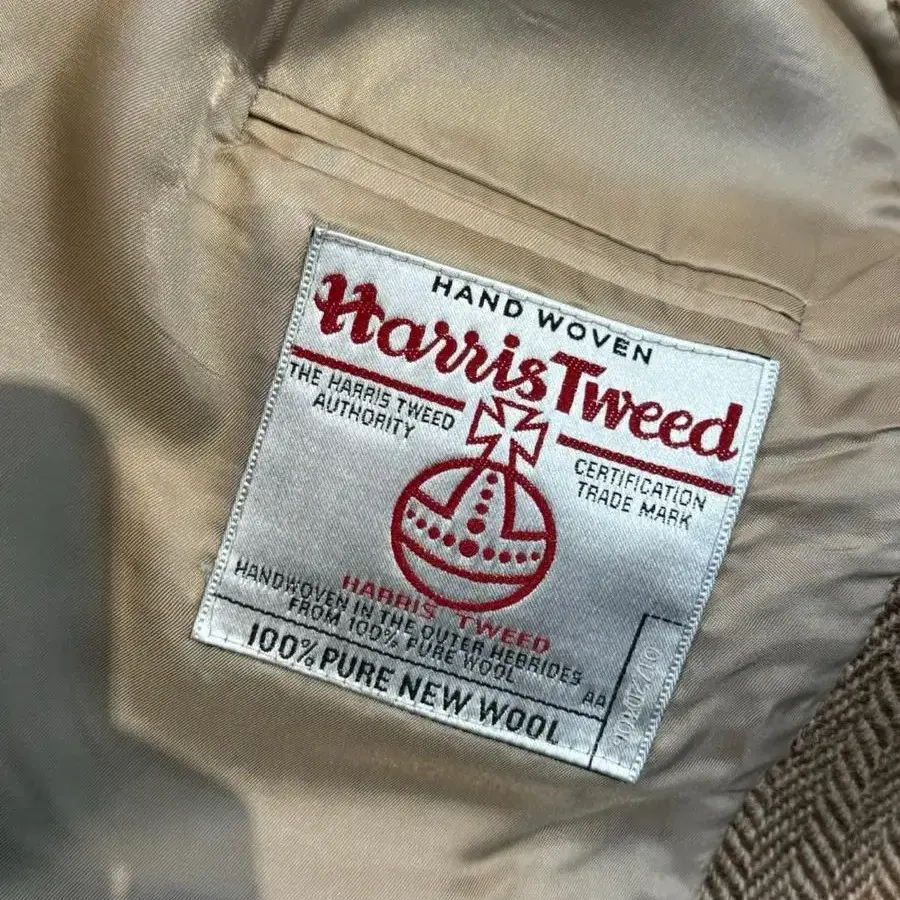 HAND WOVEN
Harris Tweed
THE HARRIS TWEED
AUTHORITY
CERTIFICATION
TRADE MARK
HARRIS TWEED
HANDWOVEN IN THE OUTER HEBRIDES
FROM 100% PURE WOOL
AA
100% PURE NEW WOOL